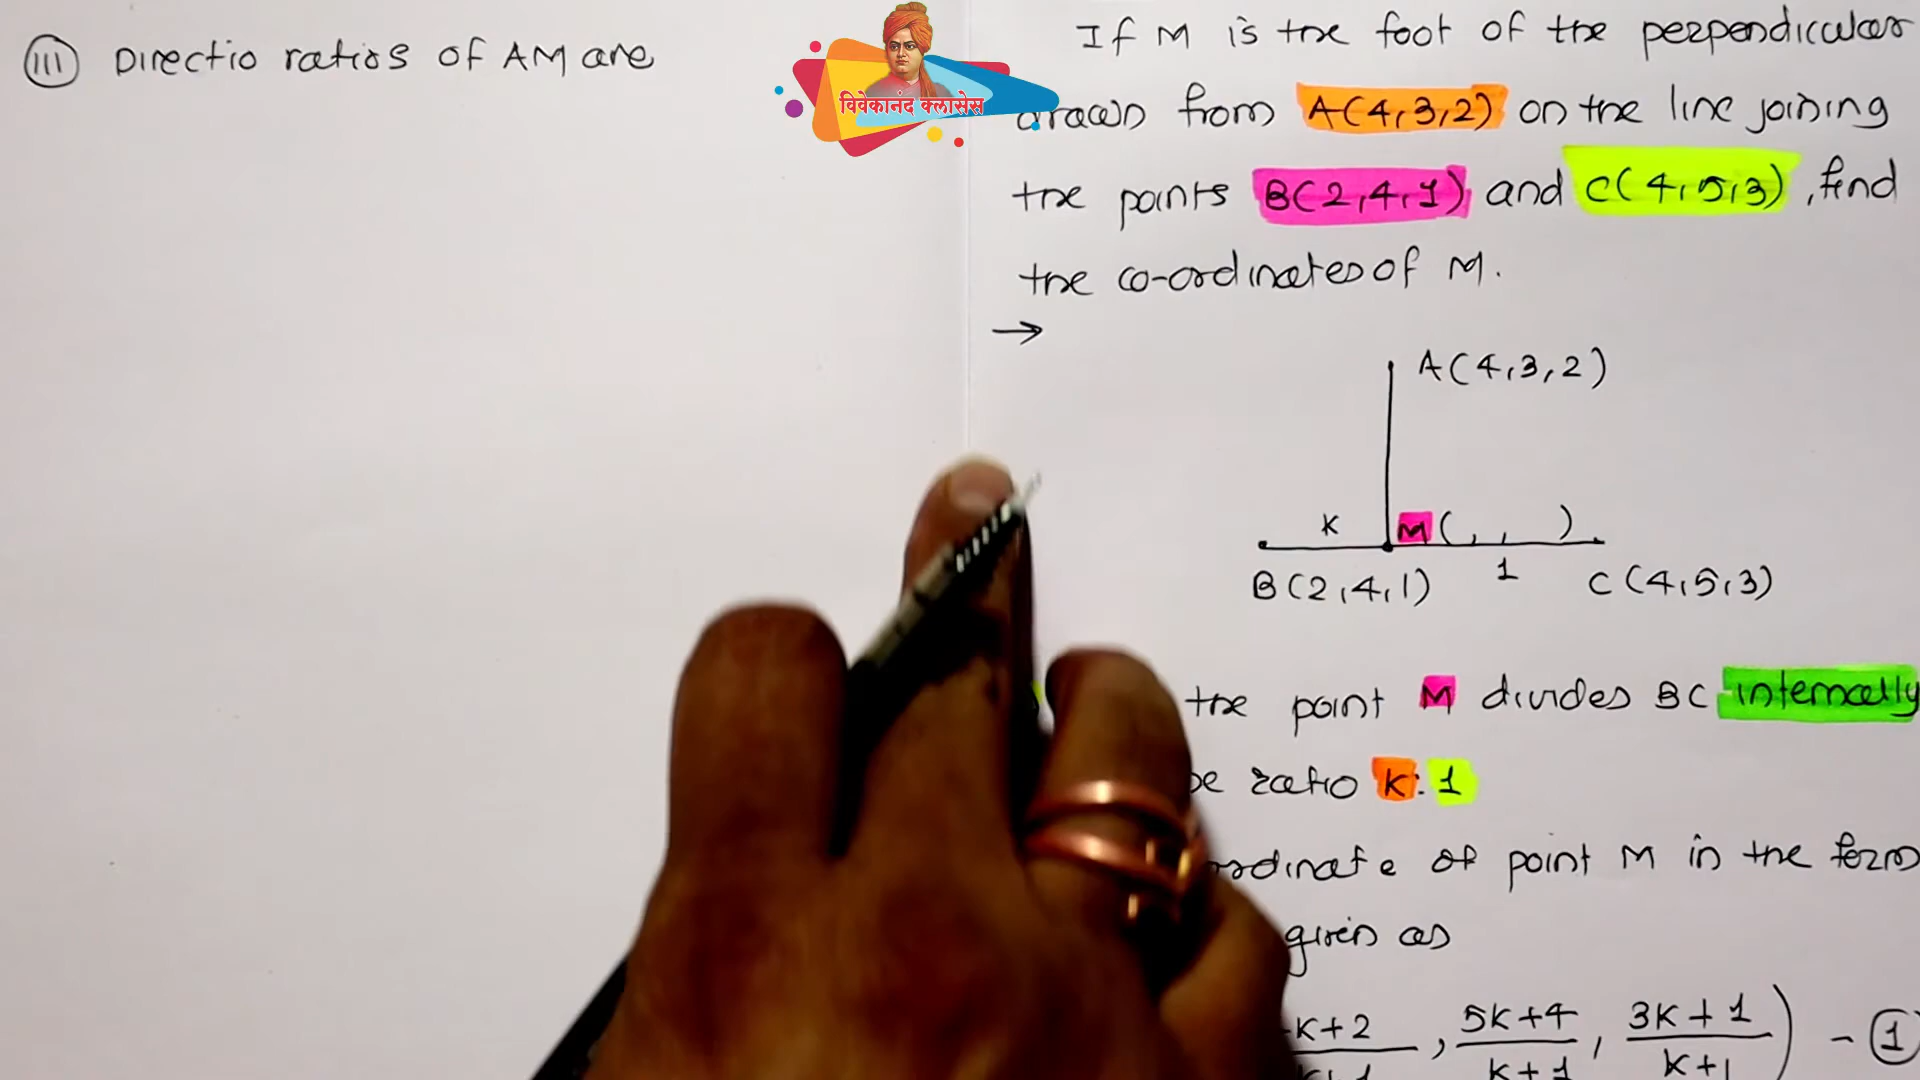 III Directio ratios of AM are
विवेकानंद क्लासेस
If M is the foot of the perpendicular
drawn from A(4,3,2) on the line joining
the points B(2,4,1) and C(4,5,3), find
the co-ordinates of M.
→
A(4,3,2)
K M( , , )
B(2,4,1) 1 C(4,5,3)
the point M divides BC internally
ratio K:1
ordinate of point M in the form
given as
K+2 , 5K+4 , 3K+1 ) - 1
K+1 K+1